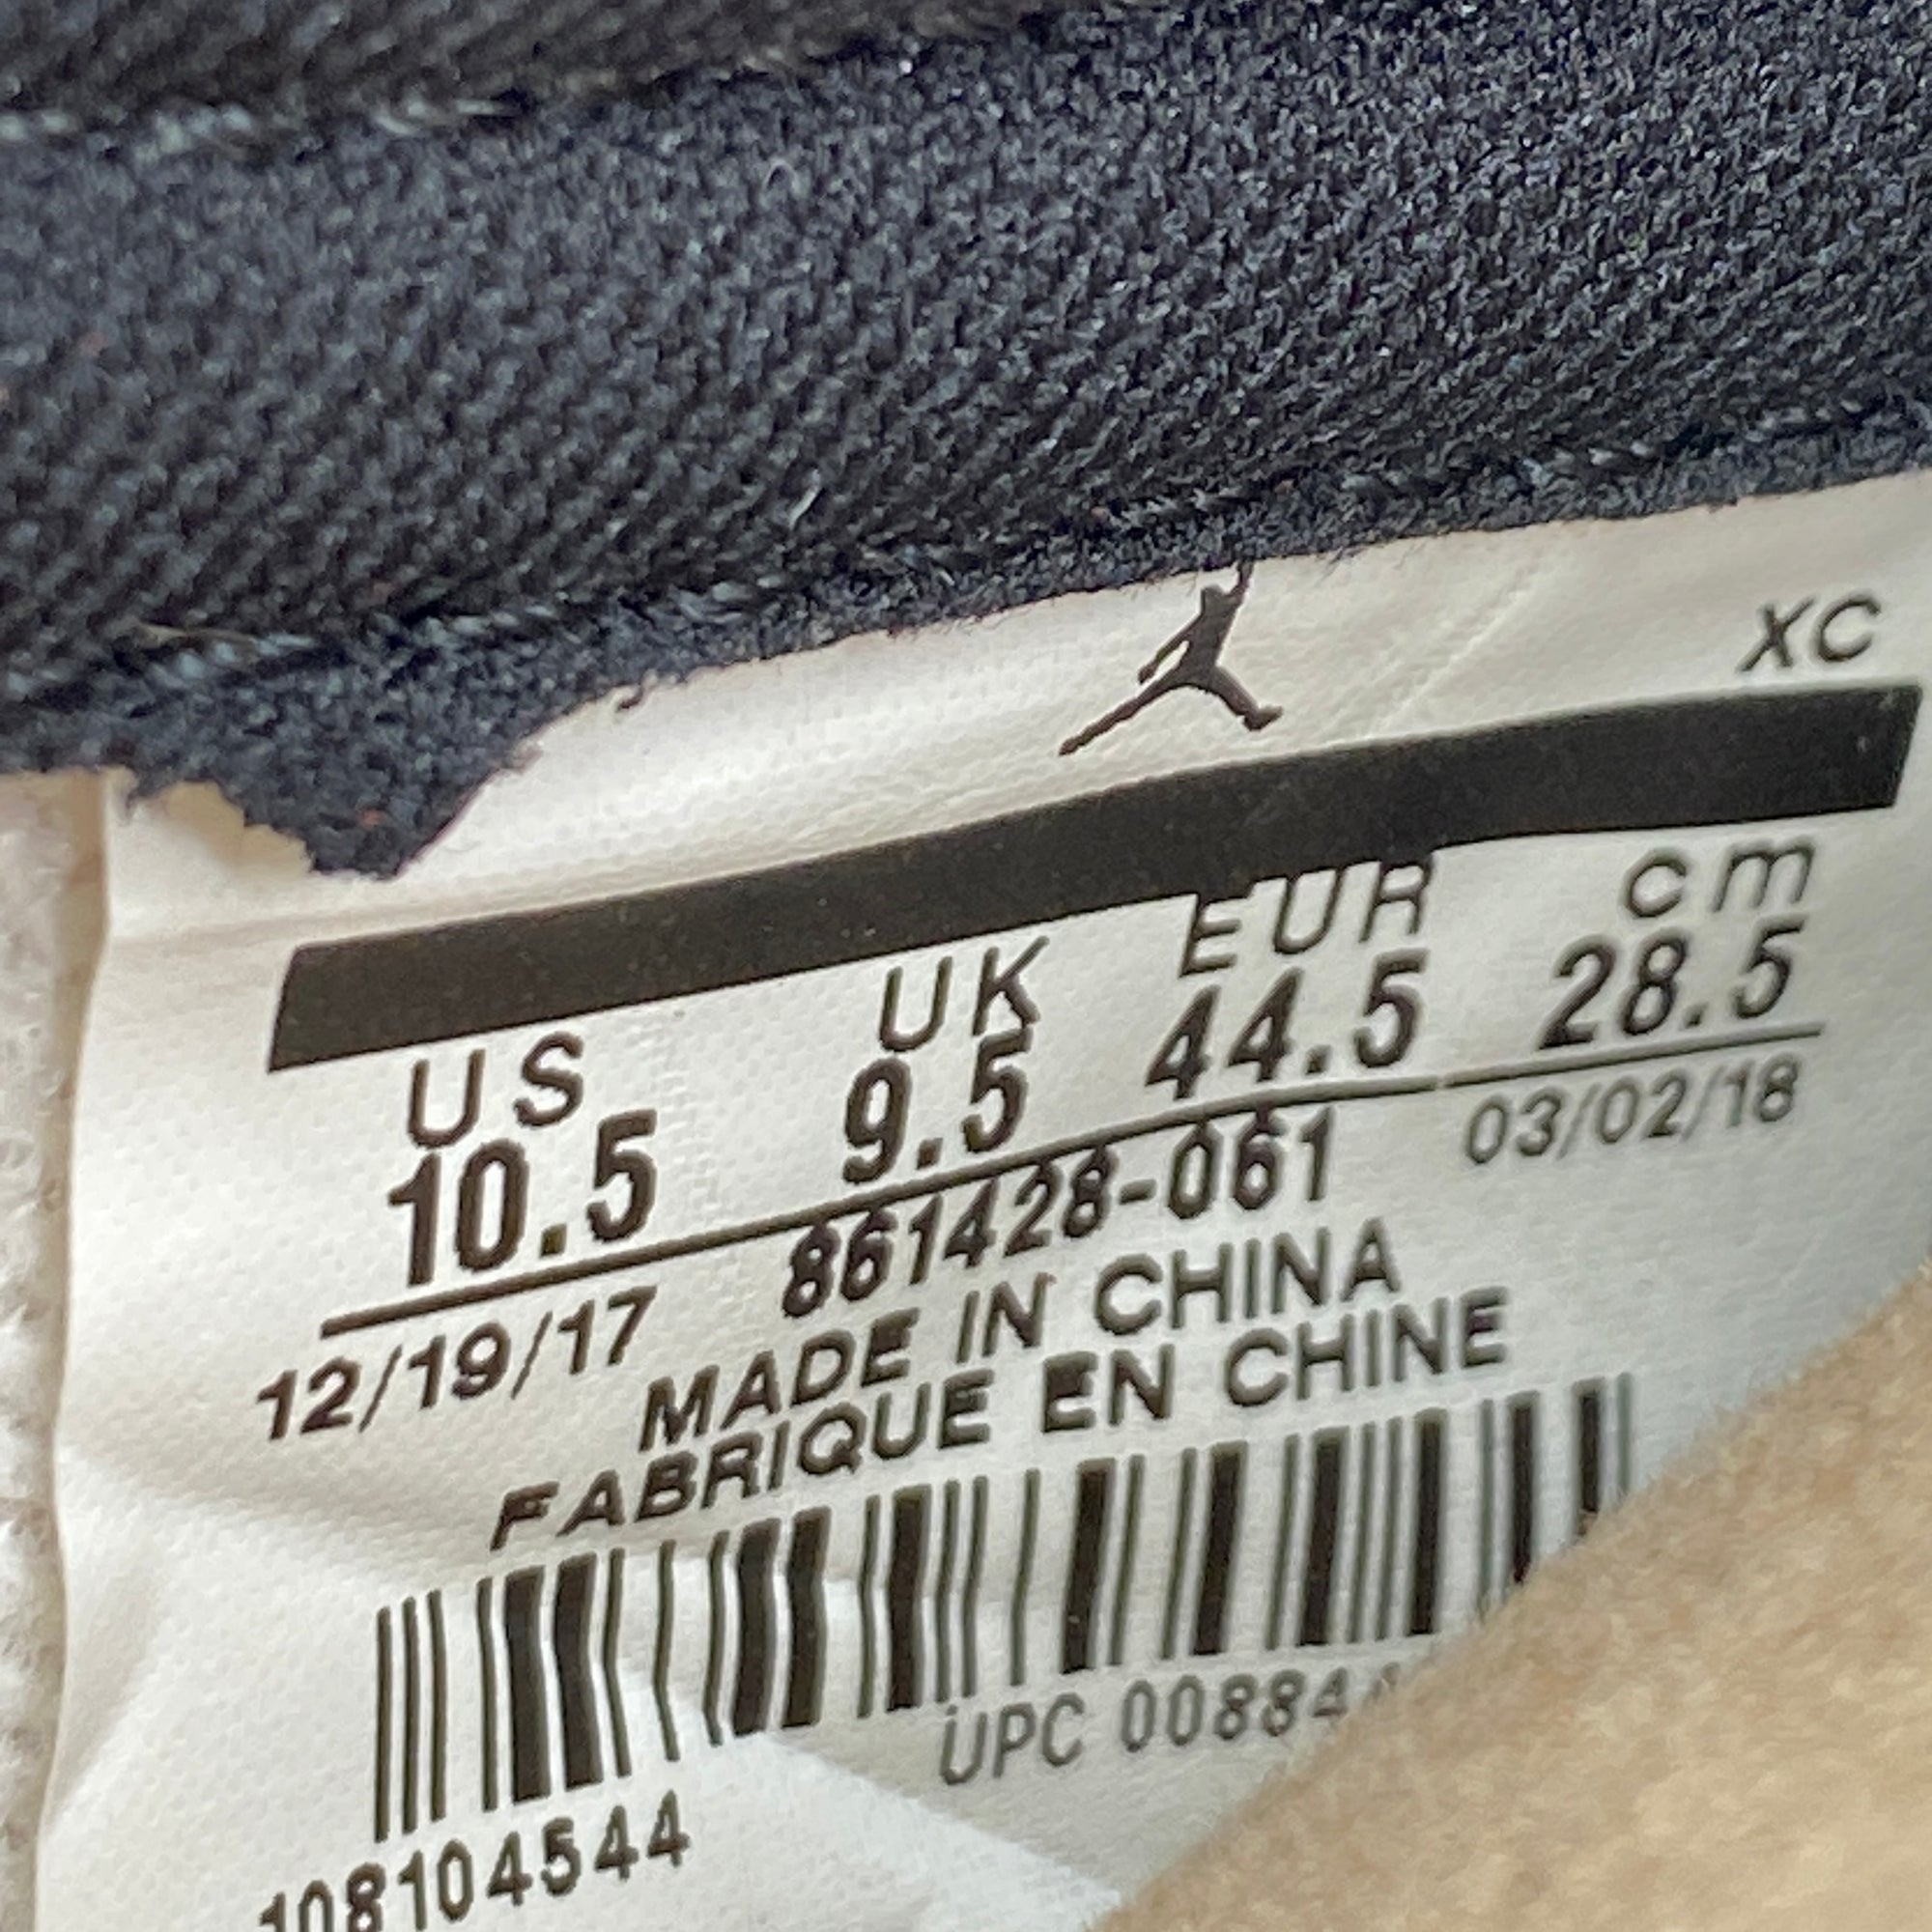 XC
US UK EUR cm
10.5 9.5 44.5 28.5
12/19/17 861428-061 03/02/18
MADE IN CHINA
FABRIQUE EN CHINE
UPC 00884
108104544